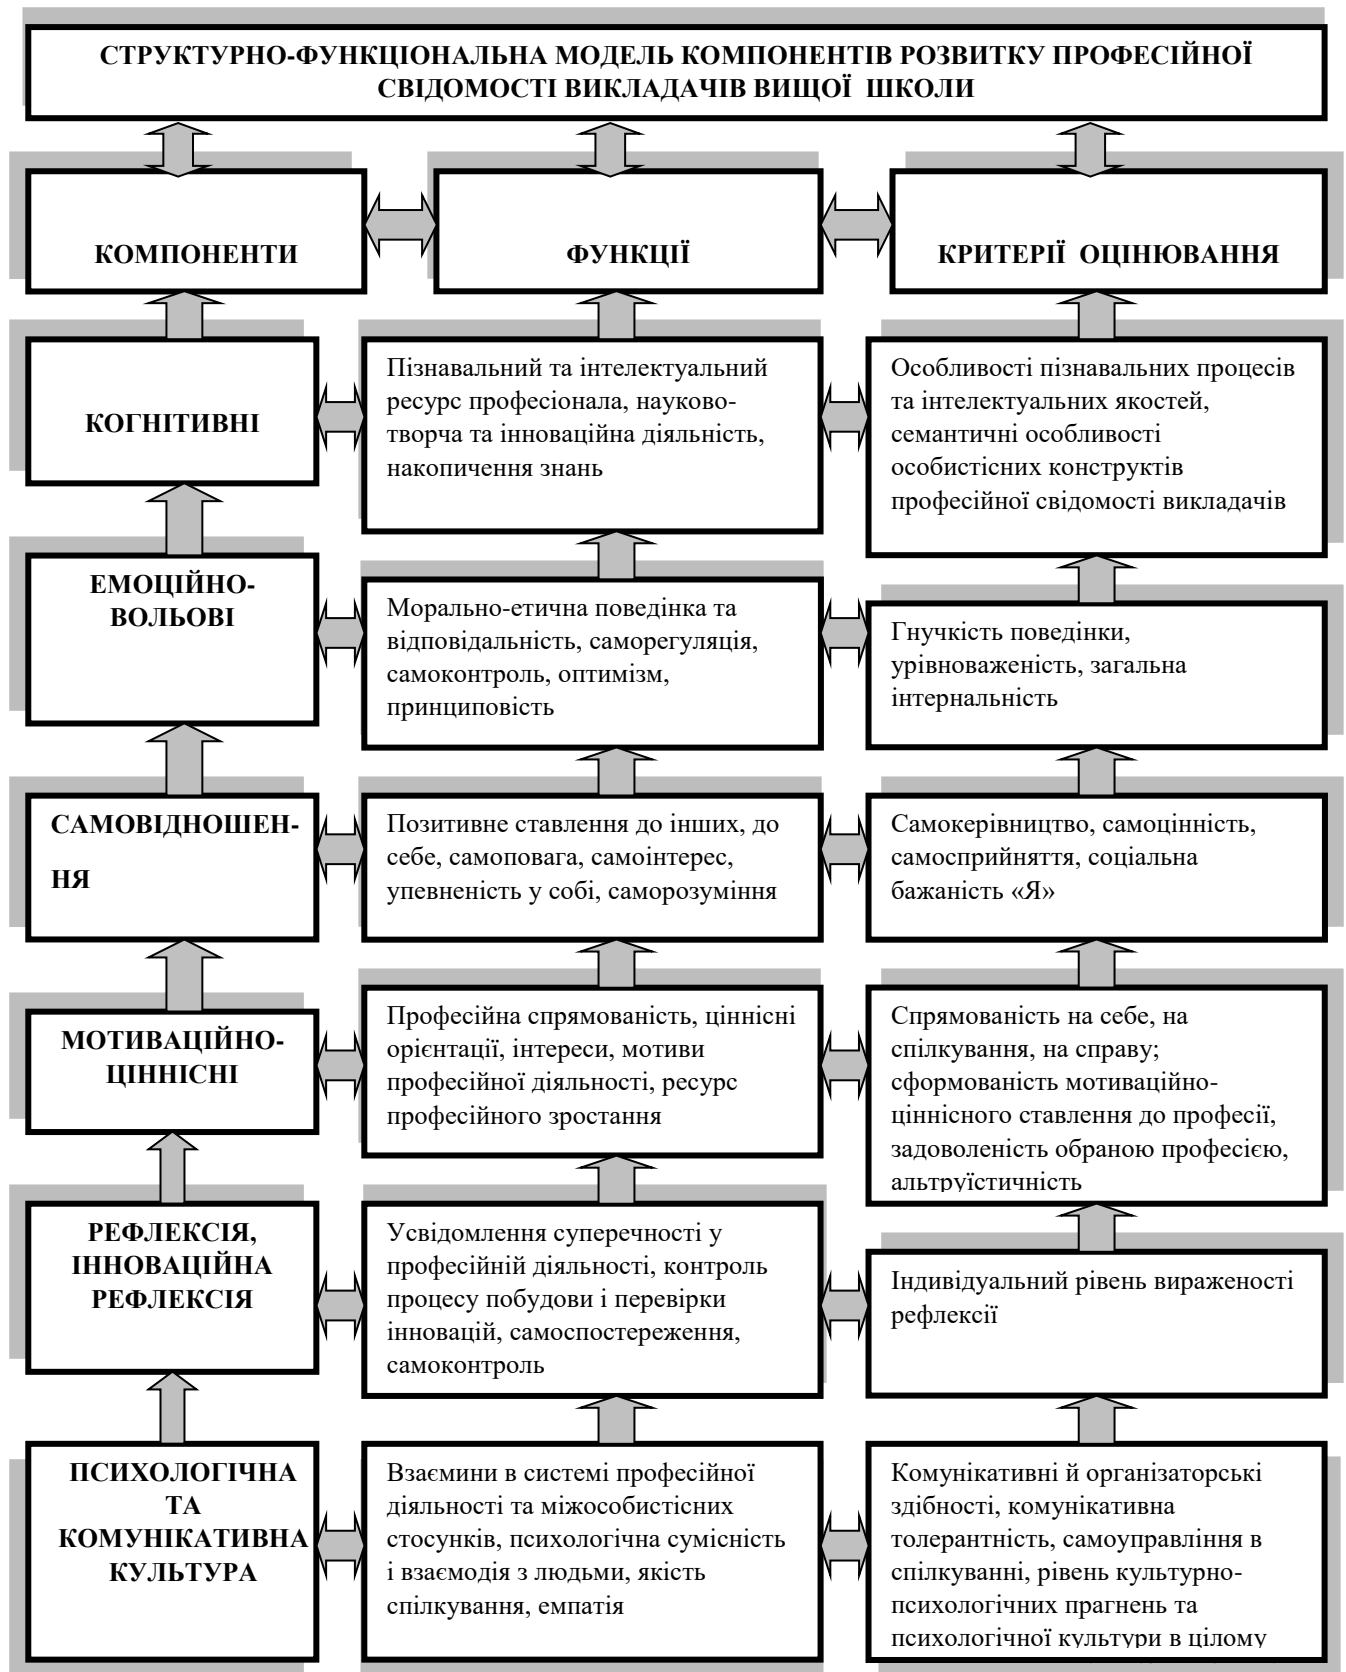 СТРУКТУРНО-ФУНКЦІОНАЛЬНА МОДЕЛЬ КОМПОНЕНТІВ РОЗВИТКУ ПРОФЕСІЙНОЇ
СВІДОМОСТІ ВИКЛАДАЧІВ ВИЩОЇ ШКОЛИ
КОМПОНЕНТИ
ФУНКЦІЇ
КРИТЕРІЇ ОЦІНЮВАННЯ
КОГНІТИВНІ
Пізнавальний та інтелектуальний
ресурс професіонала, науково-
творча та інноваційна діяльність,
накопичення знань
Особливості пізнавальних процесів
та інтелектуальних якостей,
семантичні особливості
особистісних конструктів
професійної свідомості викладачів
ЕМОЦІЙНО-
ВОЛЬОВІ
Морально-етична поведінка та
відповідальність, саморегуляція,
самоконтроль, оптимізм,
принциповість
Гнучкість поведінки,
урівноваженість, загальна
інтернальність
САМОВІДНОШЕН-
НЯ
Позитивне ставлення до інших, до
себе, самоповага, самоінтерес,
упевненість у собі, саморозуміння
Самокерівництво, самоцінність,
самосприйняття, соціальна
бажаність «Я»
МОТИВАЦІЙНО-
ЦІННІСНІ
Професійна спрямованість, ціннісні
орієнтації, інтереси, мотиви
професійної діяльності, ресурс
професійного зростання
Спрямованість на себе, на
спілкування, на справу;
сформованість мотиваційно-
ціннісного ставлення до професії,
задоволеність обраною професією,
альтруїстичність
РЕФЛЕКСІЯ,
ІННОВАЦІЙНА
РЕФЛЕКСІЯ
Усвідомлення суперечності у
професійній діяльності, контроль
процесу побудови і перевірки
інновацій, самоспостереження,
самоконтроль
Індивідуальний рівень вираженості
рефлексії
ПСИХОЛОГІЧНА
ТА
КОМУНІКАТИВНА
КУЛЬТУРА
Взаємини в системі професійної
діяльності та міжособистісних
стосунків, психологічна сумісність
і взаємодія з людьми, якість
спілкування, емпатія
Комунікативні й організаторські
здібності, комунікативна
толерантність, самоуправління в
спілкуванні, рівень культурно-
психологічних прагнень та
психологічної культури в цілому